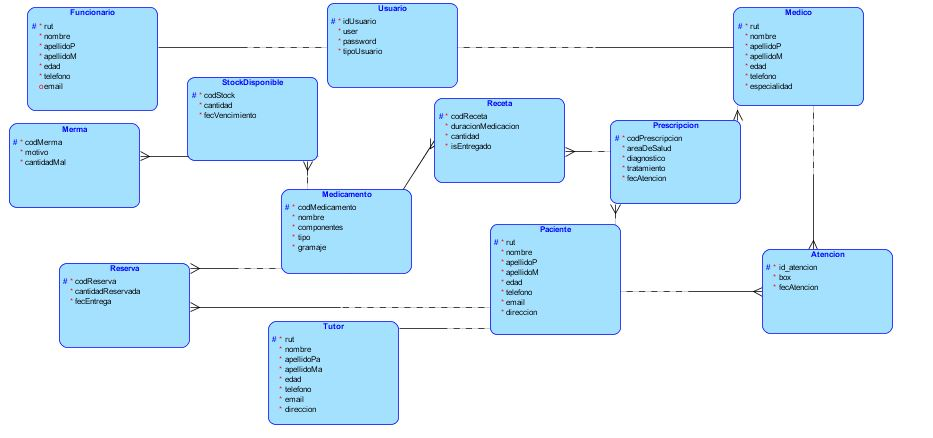 Funcionario
# * rut
* nombre
* apellidoP
* apellidoM
* edad
* telefono
o email
Usuario
# * idUsuario
* user
* password
* tipoUsuario
Medico
# * rut
* nombre
* apellidoP
* apellidoM
* edad
* telefono
* especialidad
StockDisponible
# * codStock
* cantidad
* fecVencimiento
Receta
# * codReceta
* duracionMedicacion
* cantidad
* isEntregado
Prescripcion
# * codPrescripcion
* areaDeSalud
* diagnostico
* tratamiento
* fecAtencion
Merma
# * codMerma
* motivo
* cantidadMal
Medicamento
# * codMedicamento
* nombre
* componentes
* tipo
* gramaje
Paciente
# * rut
* nombre
* apellidoP
* apellidoM
* edad
* telefono
* email
* direccion
Atencion
# * id_atencion
* box
* fecAtencion
Reserva
# * codReserva
* cantidadReservada
* fecEntrega
Tutor
# * rut
* nombre
* apellidoPa
* apellidoMa
* edad
* telefono
* email
* direccion